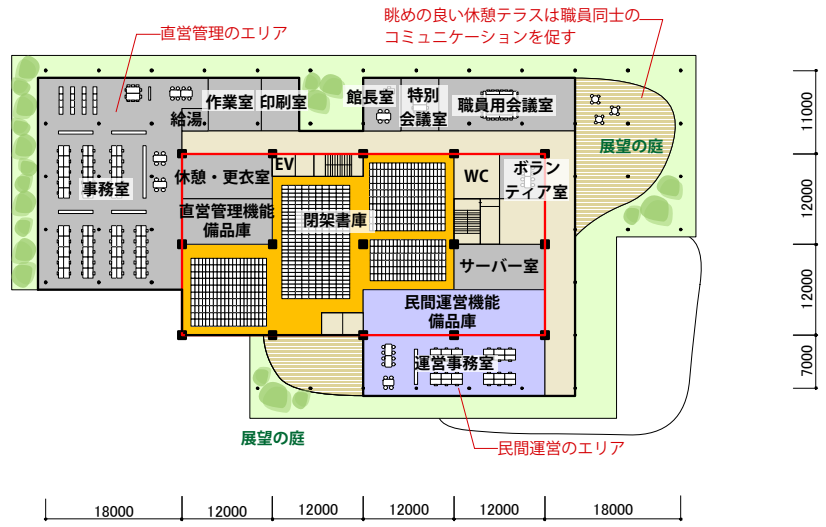 眺めの良い休憩テラスは職員同士の
コミュニケーションを促す
直営管理のエリア
作業室
印刷室
館長室
特別
会議室
職員用会議室
給湯
展望の庭
EV
WC
ボラン
ティア室
休憩・更衣室
事務室
直営管理機能
備品庫
閉架書庫
サーバー室
民間運営機能
備品庫
運営事務室
展望の庭
民間運営のエリア
11000
12000
12000
7000
18000
12000
12000
12000
12000
18000